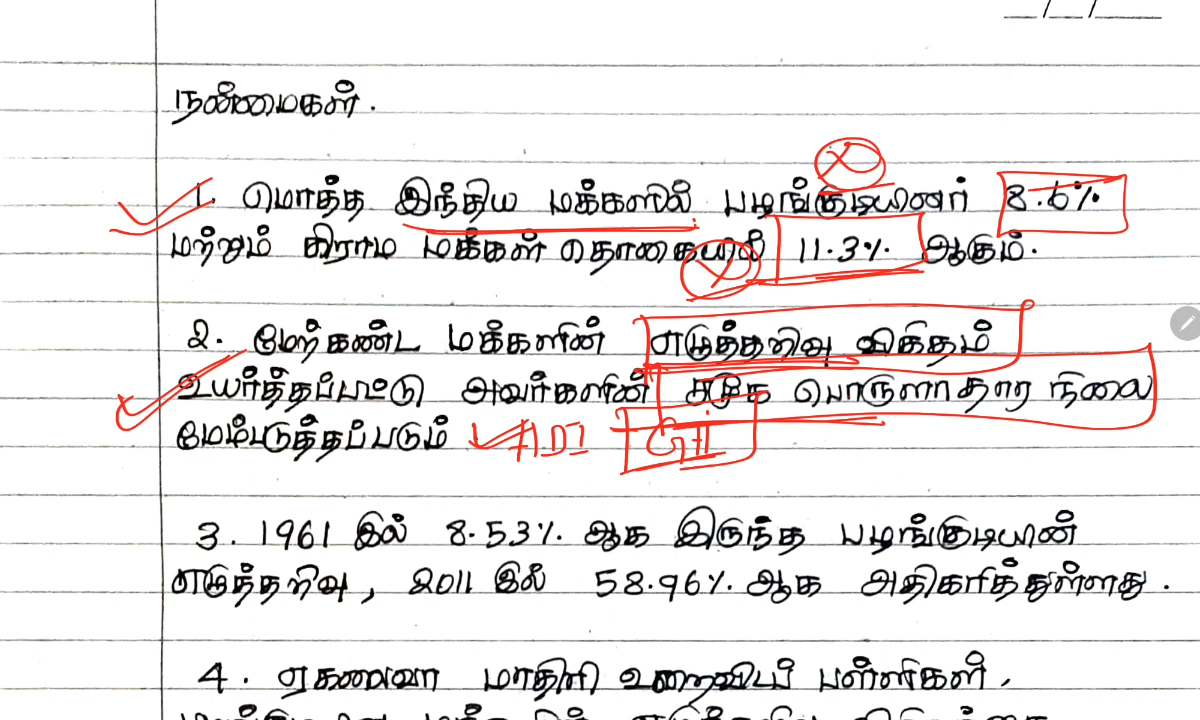 நன்மைகள்.
1. மொத்த இந்திய மக்களில் பழங்குடியினர் 8.6%
மற்றும் கிராம மக்கள் தொகையில் 11.3% ஆகும்.
2. மேற்கண்ட மக்களின் எழுத்தறிவு விகிதம்
உயர்த்தப்பட்டு அவர்களின் சமூக பொருளாதார நிலை
மேம்படுத்தப்படும் HDI GII
3. 1961 இல் 8.53% ஆக இருந்த பழங்குடியின்
எழுத்தறிவு, 2011 இல் 58.96% ஆக அதிகரித்துள்ளது.
4. ஏகலைவா மாதிரி உறைவிடப் பள்ளிகள்,